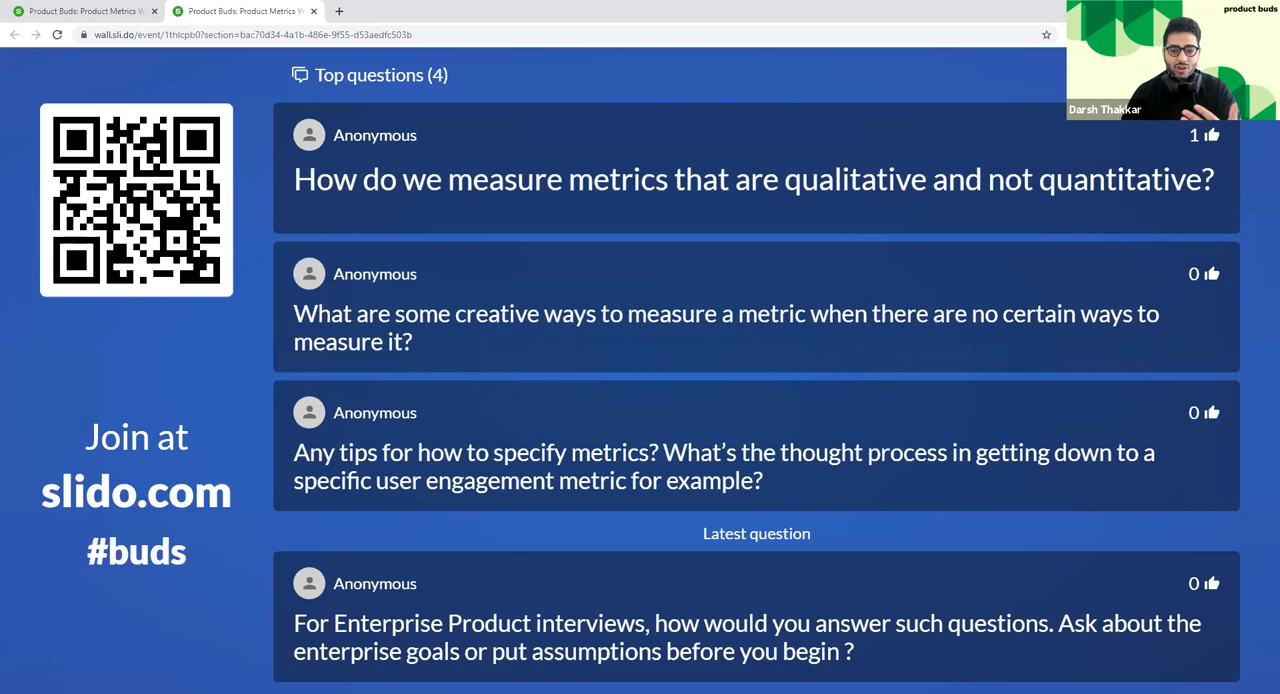 Product Buds: Product Metrics W
Product Buds: Product Metrics W
wall.sli.do/event/1thlcpb0?section=bac70d34-4a1b-486e-9f55-d53aedfc503b
product buds
Darsh Thakkar
Top questions (4)
Anonymous
1
How do we measure metrics that are qualitative and not quantitative?
Anonymous
0
What are some creative ways to measure a metric when there are no certain ways to
measure it?
Anonymous
0
Any tips for how to specify metrics? What's the thought process in getting down to a
specific user engagement metric for example?
Join at
slido.com
#buds
Latest question
Anonymous
0
For Enterprise Product interviews, how would you answer such questions. Ask about the
enterprise goals or put assumptions before you begin ?